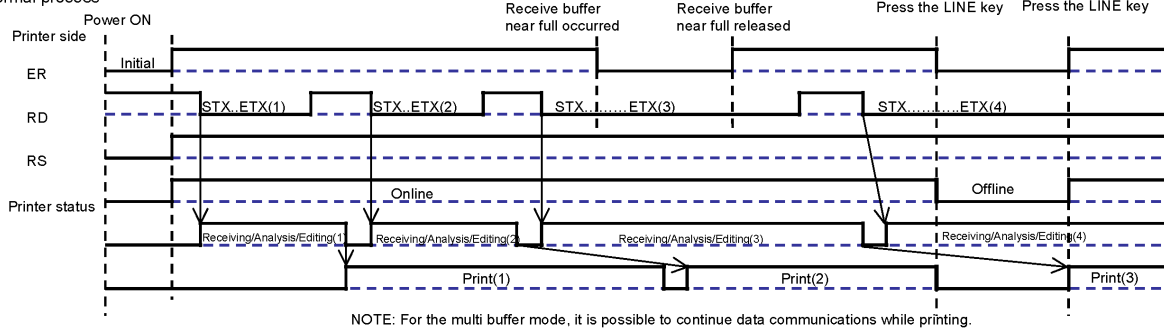 ormal process
Power ON
Receive buffer
near full occurred
Receive buffer
near full released
Press the LINE key
Press the LINE key
Printer side
Initial
ER
STX..ETX(1)
STX..ETX(2)
STX.........ETX(3)
STX...........ETX(4)
RD
RS
Online
Offline
Printer status
Receiving/Analysis/Editing(1)
Receiving/Analysis/Editing(2)
Receiving/Analysis/Editing(3)
Receiving/Analysis/Editing(4)
Print(1)
Print(2)
Print(3)
NOTE: For the multi buffer mode, it is possible to continue data communications while printing.